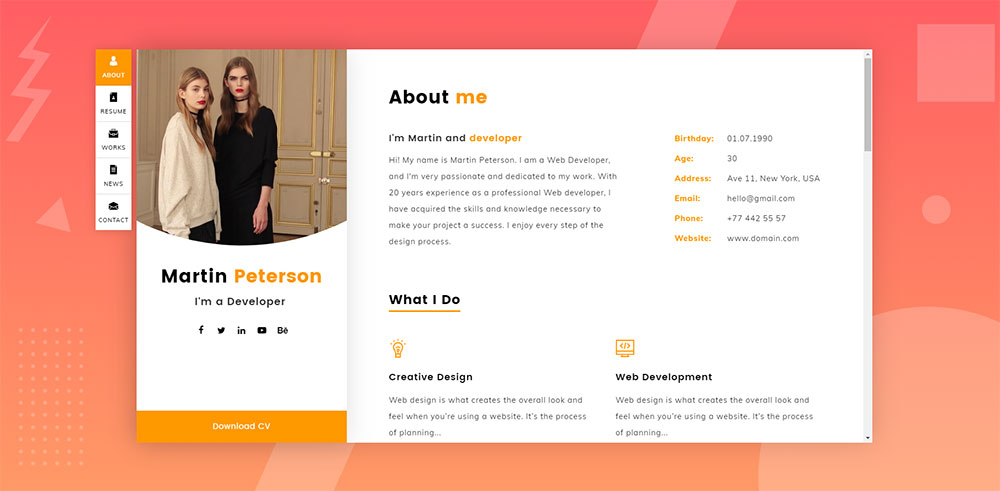 ABOUT
RESUME
WORKS
NEWS
CONTACT
Martin Peterson
I'm a Developer
Bē
Download CV
About me
I'm Martin and developer
Hi! My name is Martin Peterson. I am a Web Developer,
and I'm very passionate and dedicated to my work. With
20 years experience as a professional Web developer, I
have acquired the skills and knowledge necessary to
make your project a success. I enjoy every step of the
design process.
Birthday: 01.07.1990
Age: 30
Address: Ave 11, New York, USA
Email: hello@gmail.com
Phone: +77 442 55 57
Website: www.domain.com
What I Do
Creative Design
Web design is what creates the overall look and
feel when you're using a website. It's the process
of planning...
Web Development
Web design is what creates the overall look and
feel when you're using a website. It's the process
of planning...